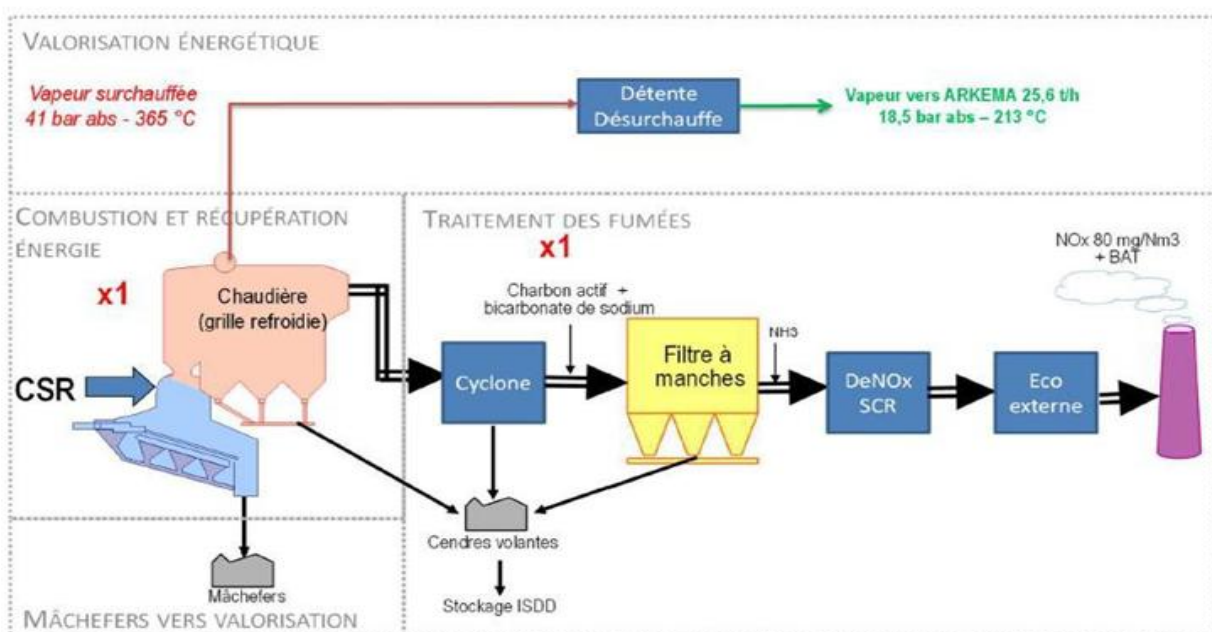 VALORISATION ÉNERGÉTIQUE
Vapeur surchauffée
41 bar abs - 365 °C
Détente
Désurchauffe
Vapeur vers ARKEMA 25,6 t/h
18,5 bar abs – 213 °C
COMBUSTION ET RÉCUPÉRATION
ÉNERGIE
x1
Chaudière
(grille refroidie)
CSR
TRAITEMENT DES FUMÉES
x1
Charbon actif +
bicarbonate de sodium
NOx 80 mg/Nm3
+ BAT
Cyclone
Filtre à
manches
NH3
DeNOx
SCR
Eco
externe
Cendres volantes
Stockage ISDD
Mâchefers
MÂCHEFERS VERS VALORISATION